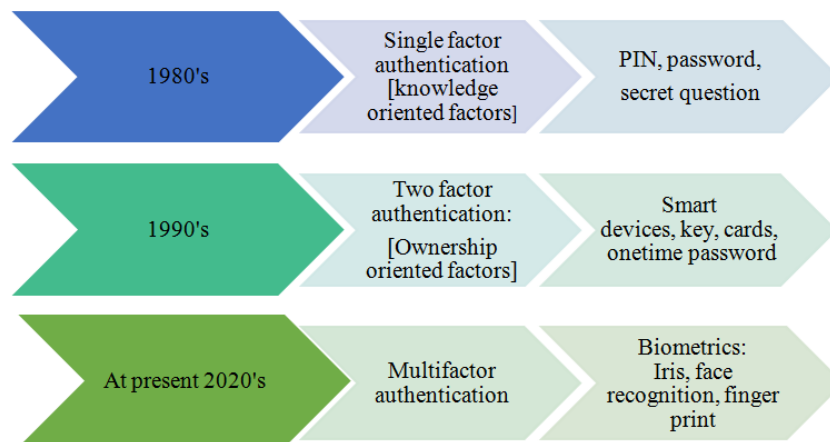 1980's
Single factor
authentication
[knowledge
oriented factors]
PIN, password,
secret question
1990's
Two factor
authentication:
[Ownership
oriented factors]
Smart
devices, key, cards,
onetime password
At present 2020's
Multifactor
authentication
Biometrics:
Iris, face
recognition, finger
print